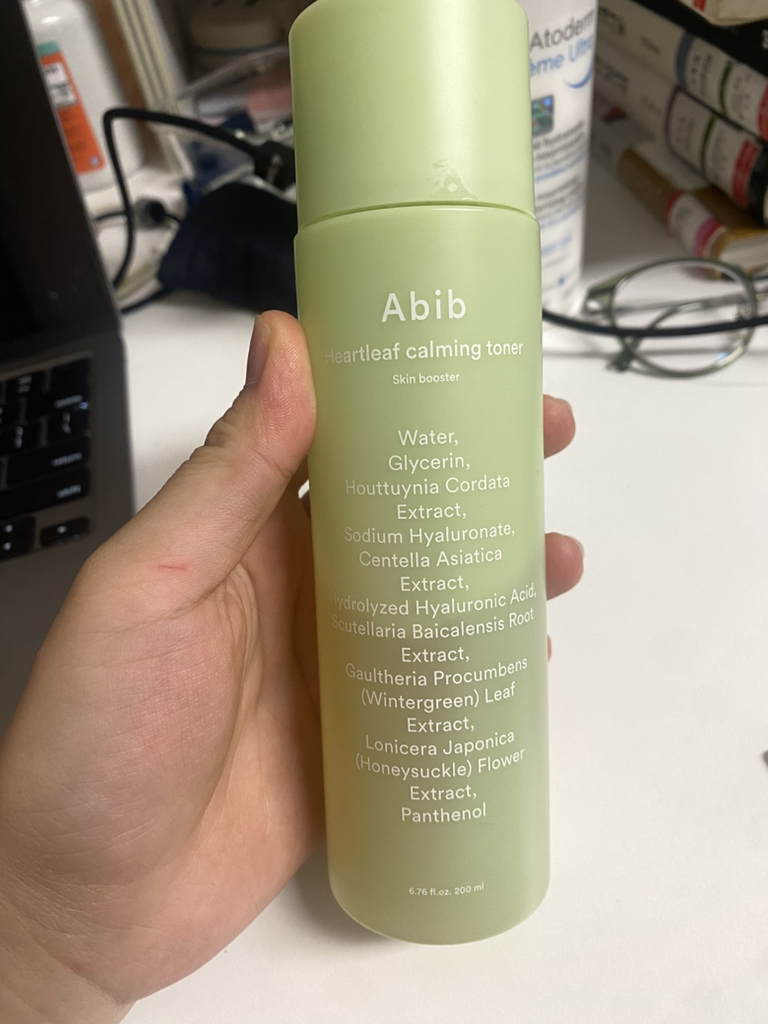 Abib
Heartleaf calming toner
Skin booster
Water,
Glycerin,
Houttuynia Cordata
Extract,
Sodium Hyaluronate,
Centella Asiatica
Extract,
Hydrolyzed Hyaluronic Acid,
Scutellaria Baicalensis Root
Extract,
Gaultheria Procumbens
(Wintergreen) Leaf
Extract,
Lonicera Japonica
(Honeysuckle) Flower
Extract,
Panthenol
6.76 fl.oz. 200 ml
Atoderm